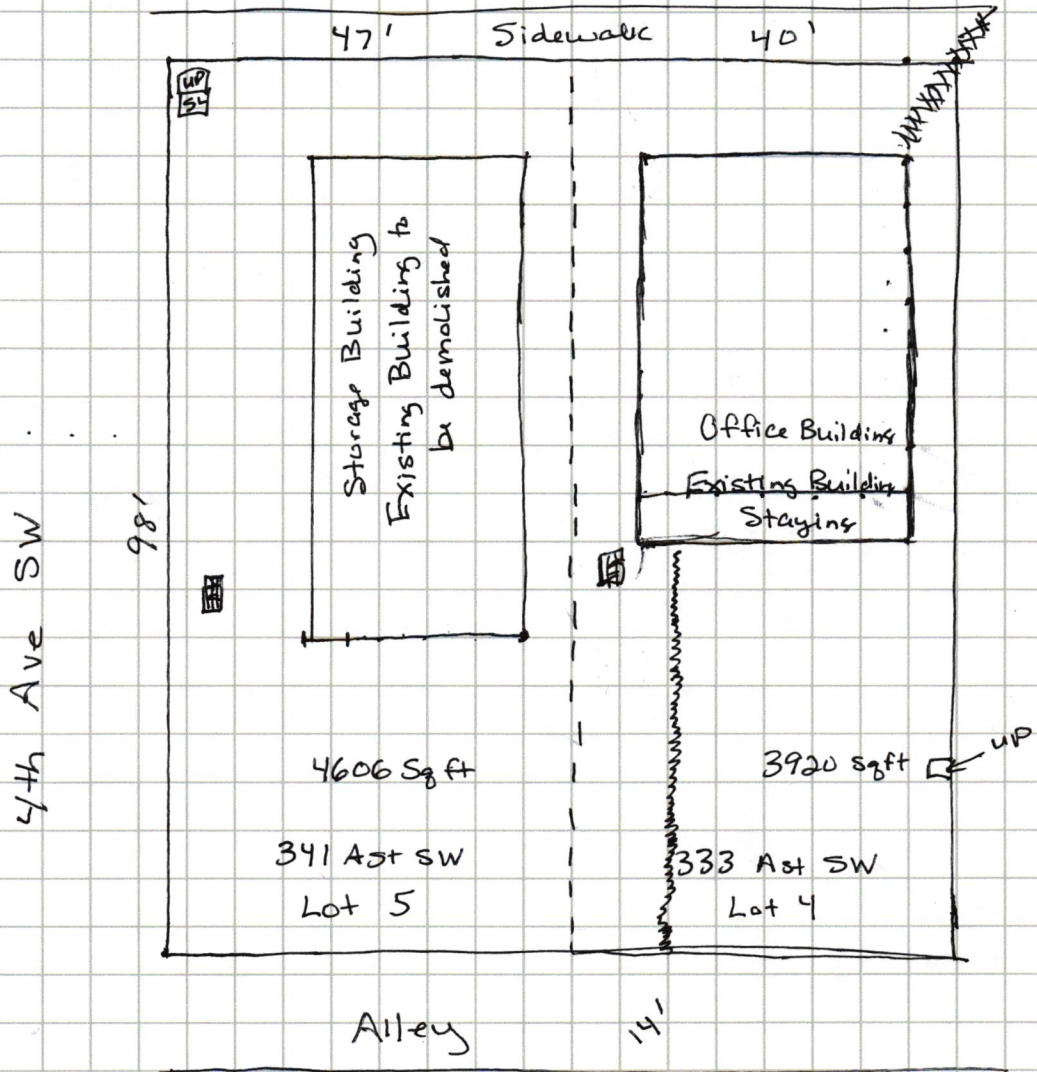 47' Sidewalk 40'
UP
SL
Storage Building
Existing Building to
be demolished
Office Building
Existing Building
Staying
98'
4th Ave SW
4606 Sqft
3920 sqft
UP
341 A st SW
Lot 5
333 A st SW
Lot 4
Alley
14'